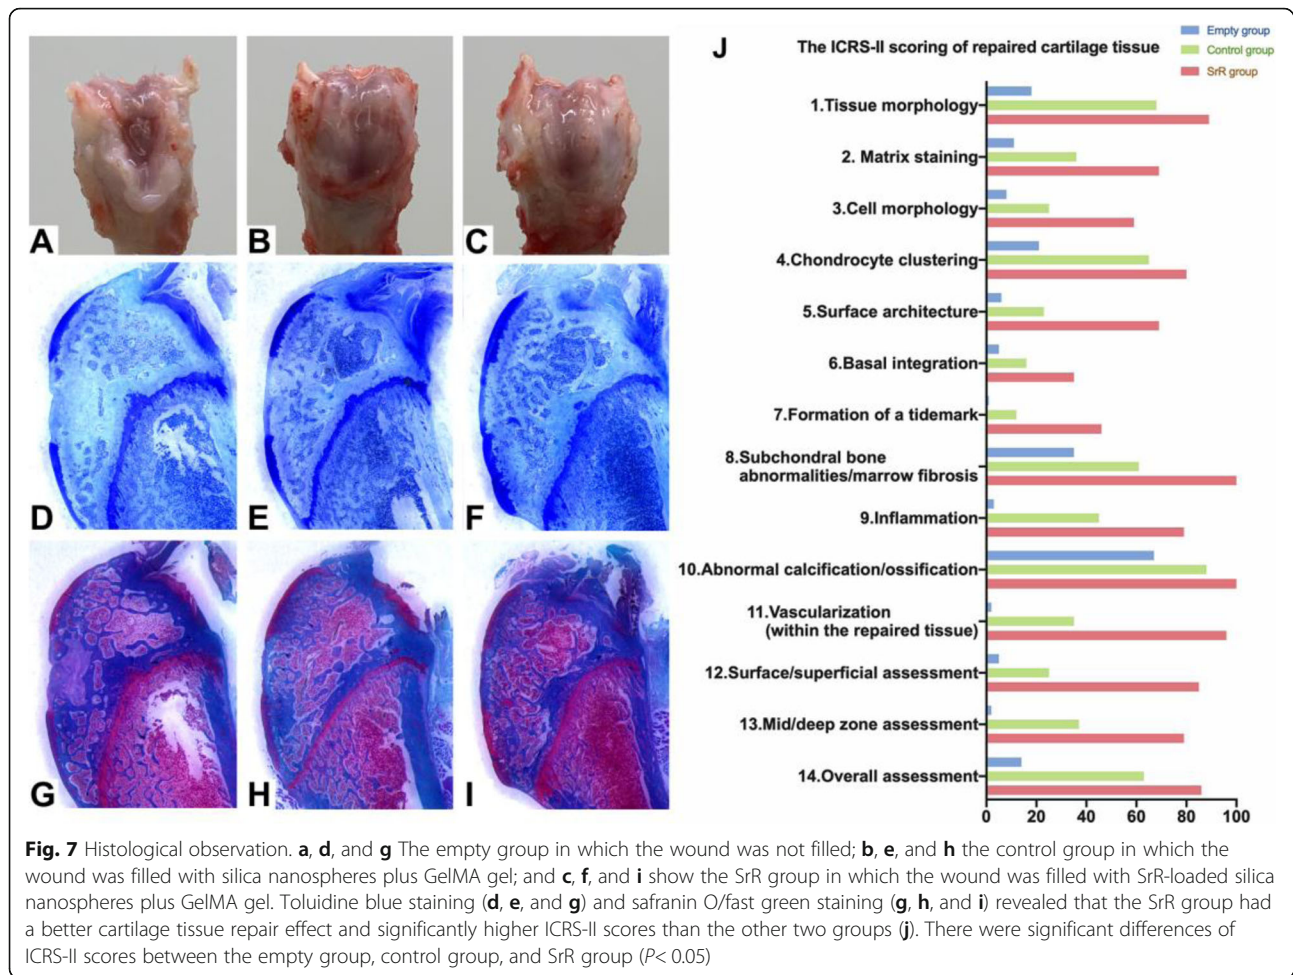 A
B
C
D
E
F
G
H
I
J
The ICRS-II scoring of repaired cartilage tissue
Empty group
Control group
SrR group
1.Tissue morphology
2. Matrix staining
3.Cell morphology
4.Chondrocyte clustering
5.Surface architecture
6.Basal integration
7.Formation of a tidemark
8.Subchondral bone
abnormalities/marrow fibrosis
9.Inflammation
10.Abnormal calcification/ossification
11.Vascularization
(within the repaired tissue)
12.Surface/superficial assessment
13.Mid/deep zone assessment
14.Overall assessment
0 20 40 60 80 100
Fig. 7 Histological observation. a, d, and g The empty group in which the wound was not filled; b, e, and h the control group in which the
wound was filled with silica nanospheres plus GelMA gel; and c, f, and i show the SrR group in which the wound was filled with SrR-loaded silica
nanospheres plus GelMA gel. Toluidine blue staining (d, e, and g) and safranin O/fast green staining (g, h, and i) revealed that the SrR group had
a better cartilage tissue repair effect and significantly higher ICRS-II scores than the other two groups (j). There were significant differences of
ICRS-II scores between the empty group, control group, and SrR group (P< 0.05)